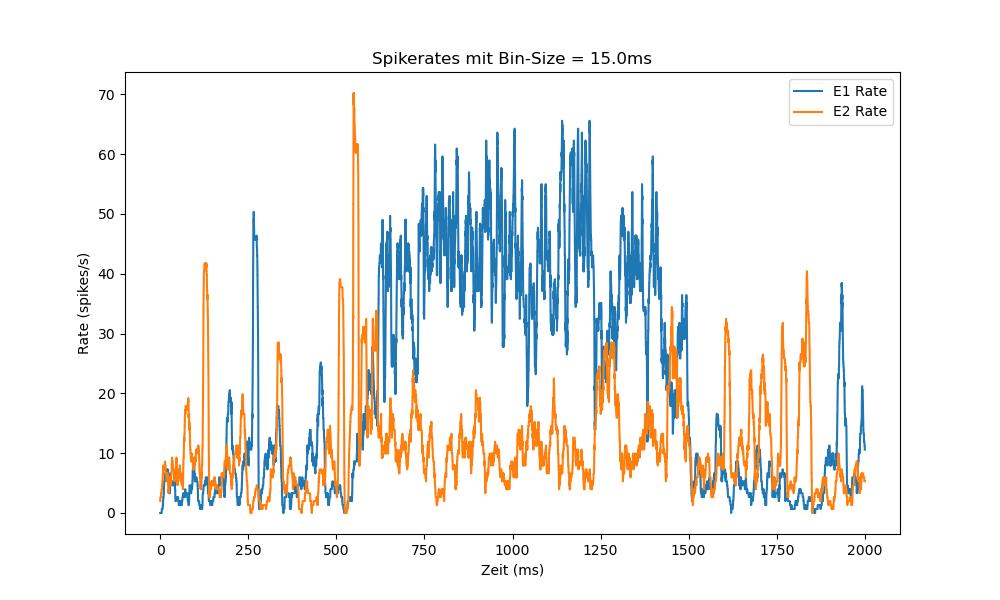 Spikerates mit Bin-Size = 15.0ms
E1 Rate
E2 Rate
70
60
50
40
30
20
10
0
Rate (spikes/s)
0 250 500 750 1000 1250 1500 1750 2000
Zeit (ms)